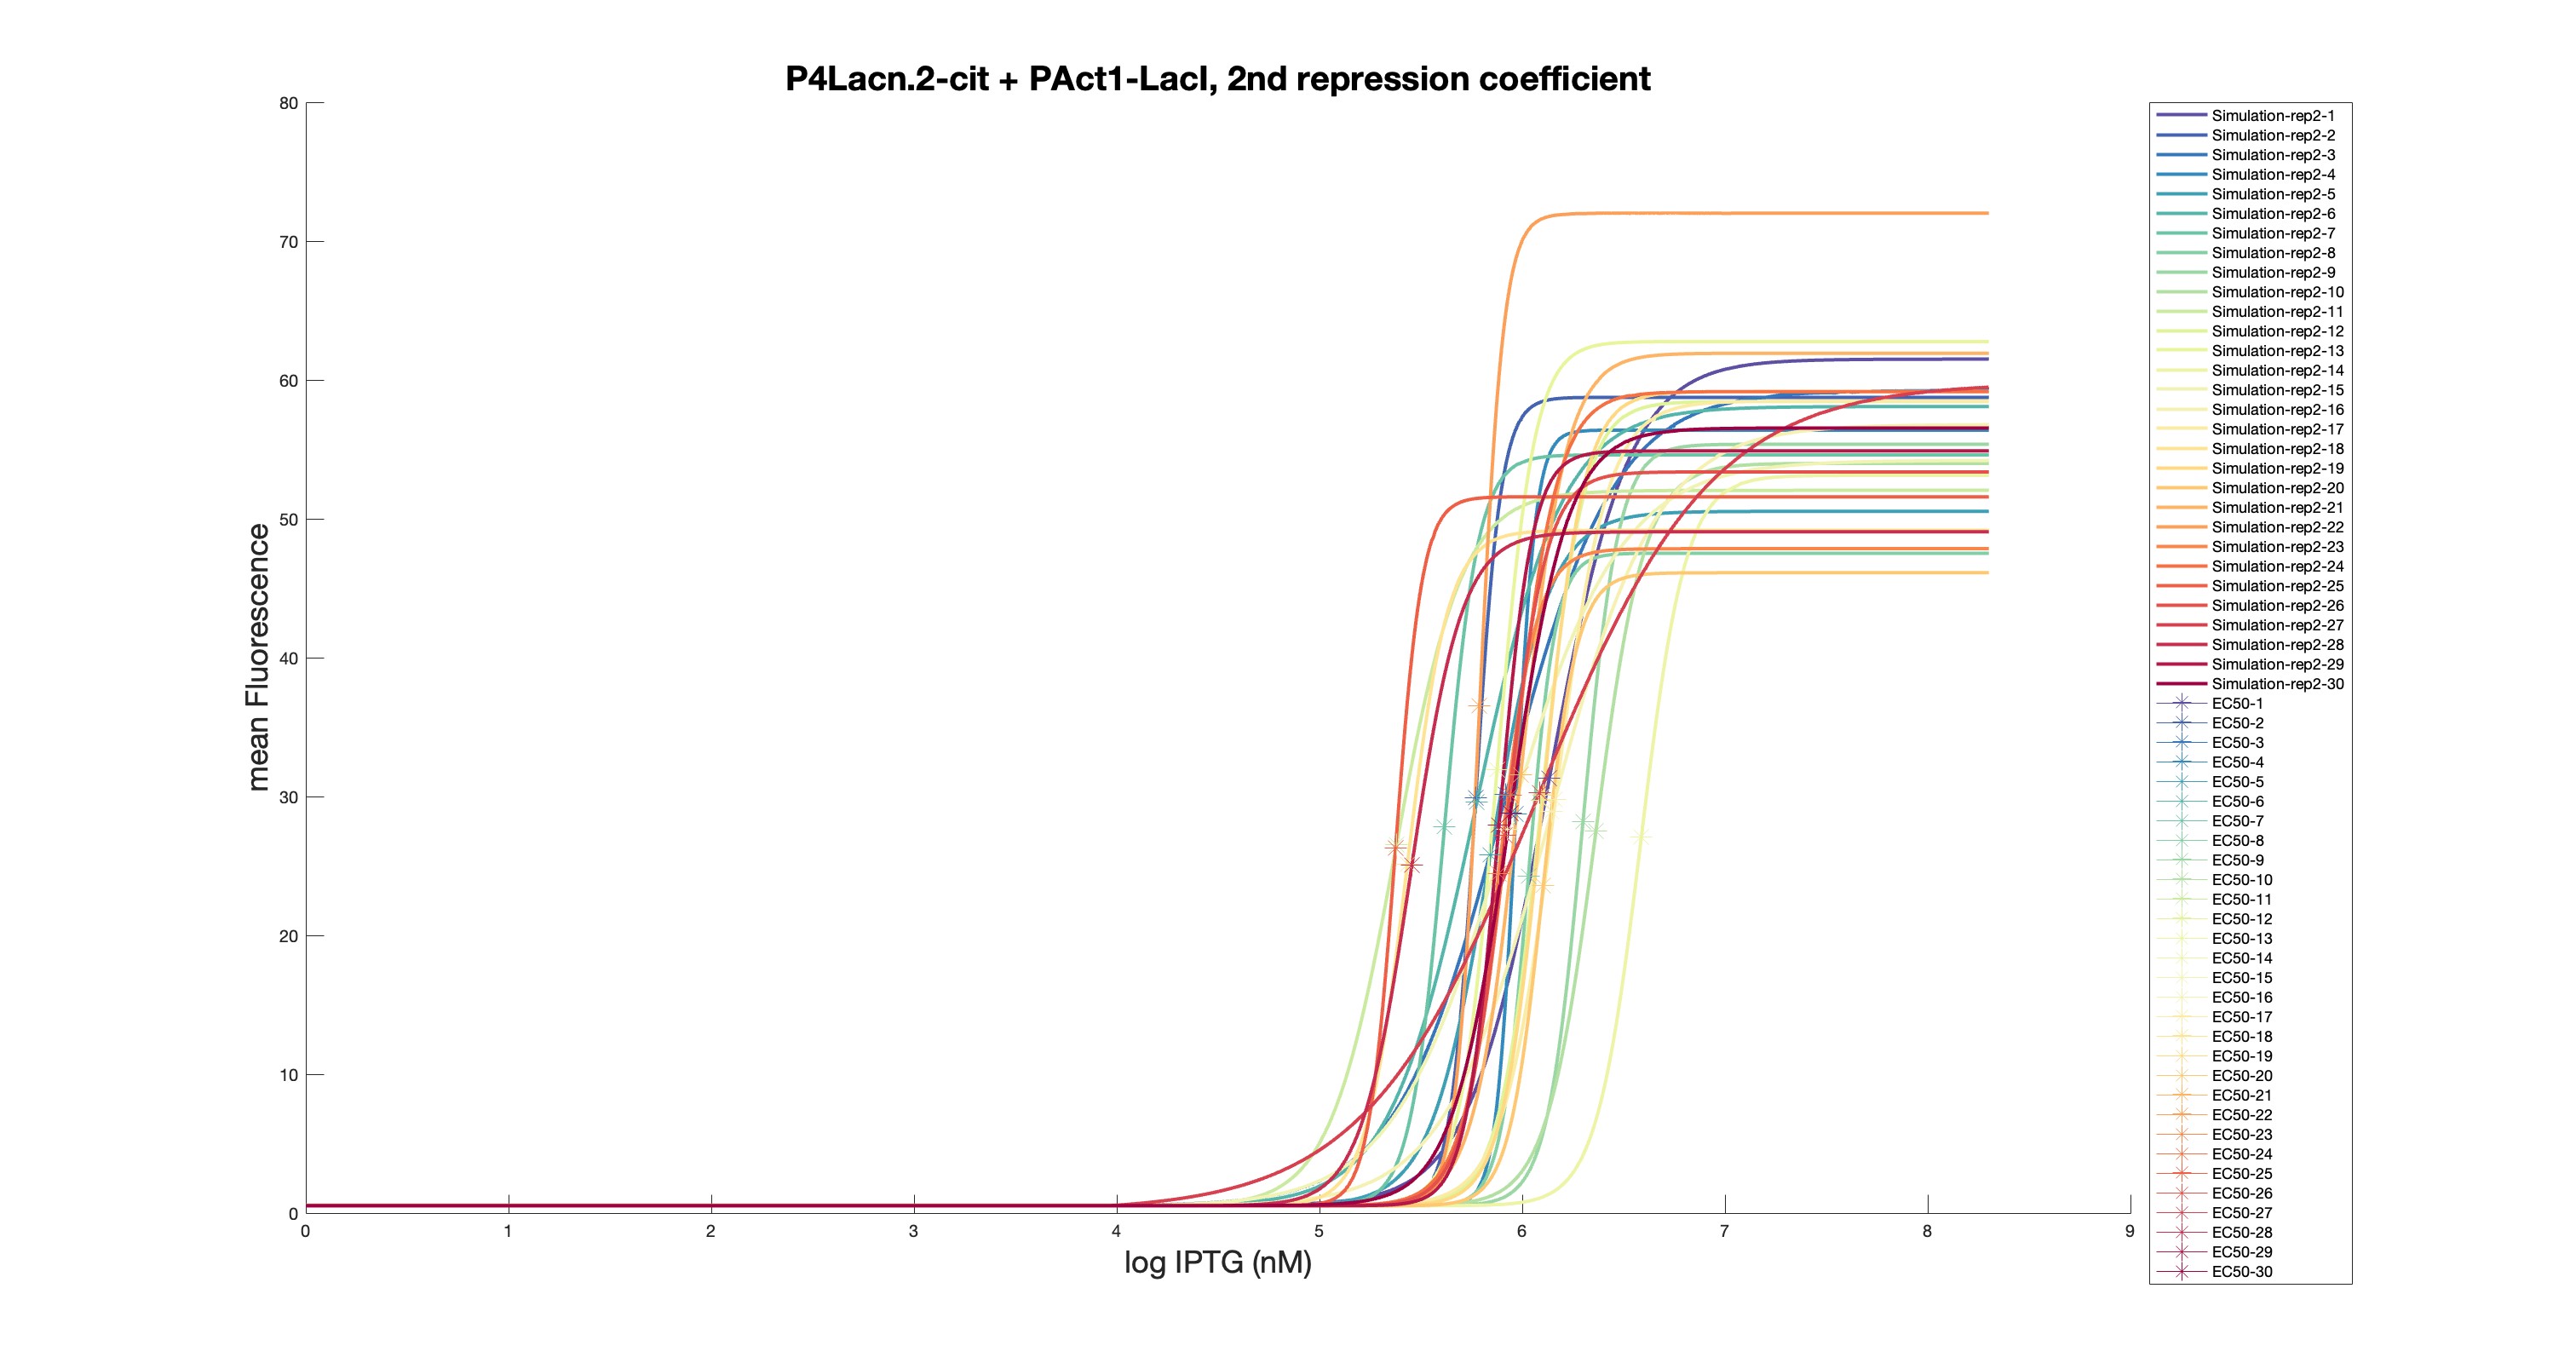 P4Lacn.2-cit + PAct1-LacI, 2nd repression coefficient
80
70
60
50
40
30
20
10
0
mean Fluorescence
0 1 2 3 4 5 6 7 8 9
log IPTG (nM)
Simulation-rep2-1
Simulation-rep2-2
Simulation-rep2-3
Simulation-rep2-4
Simulation-rep2-5
Simulation-rep2-6
Simulation-rep2-7
Simulation-rep2-8
Simulation-rep2-9
Simulation-rep2-10
Simulation-rep2-11
Simulation-rep2-12
Simulation-rep2-13
Simulation-rep2-14
Simulation-rep2-15
Simulation-rep2-16
Simulation-rep2-17
Simulation-rep2-18
Simulation-rep2-19
Simulation-rep2-20
Simulation-rep2-21
Simulation-rep2-22
Simulation-rep2-23
Simulation-rep2-24
Simulation-rep2-25
Simulation-rep2-26
Simulation-rep2-27
Simulation-rep2-28
Simulation-rep2-29
Simulation-rep2-30
EC50-1
EC50-2
EC50-3
EC50-4
EC50-5
EC50-6
EC50-7
EC50-8
EC50-9
EC50-10
EC50-11
EC50-12
EC50-13
EC50-14
EC50-15
EC50-16
EC50-17
EC50-18
EC50-19
EC50-20
EC50-21
EC50-22
EC50-23
EC50-24
EC50-25
EC50-26
EC50-27
EC50-28
EC50-29
EC50-30